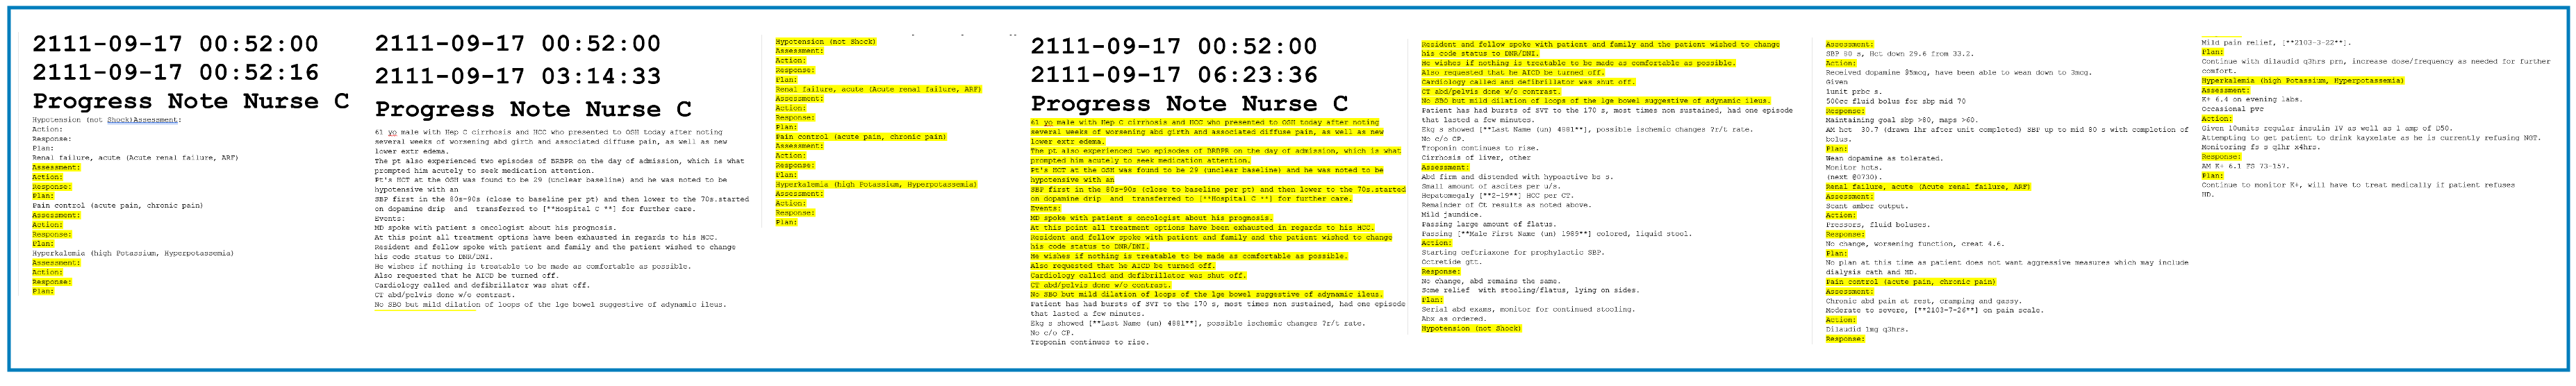 2111-09-17 00:52:00
2111-09-17 00:52:16
Progress Note Nurse C
Hypotension (not Shock)Assessment:
Action:
Response:
Plan:
Renal failure, acute (Acute renal failure, ARF)
Assessment:
Action:
Response:
Plan:
Pain control (acute pain, chronic pain)
Assessment:
Action:
Response:
Plan:
Hyperkalemia (high Potassium, Hyperpotassemia)
Assessment:
Action:
Response:
Plan:
2111-09-17 00:52:00
2111-09-17 03:14:33
Progress Note Nurse C
61 yo male with Hep C cirrhosis and HCC who presented to OSH today after noting
several weeks of worsening abd girth and associated diffuse pain, as well as new
lower extr edema.
The pt also experienced two episodes of BRBPR on the day of admission, which is what
prompted him acutely to seek medication attention.
Pt's HCT at the OSH was found to be 29 (unclear baseline) and he was noted to be
hypotensive with an
SBP first in the 80s-90s (close to baseline per pt) and then lower to the 70s.started
on dopamine drip  and  transferred to [**Hospital C **] for further care.
Events:
MD spoke with patient s oncologist about his prognosis.
At this point all treatment options have been exhausted in regards to his HCC.
Resident and fellow spoke with patient and family and the patient wished to change
his code status to DNR/DNI.
He wishes if nothing is treatable to be made as comfortable as possible.
Also requested that he AICD be turned off.
Cardiology called and defibrillator was shut off.
CT abd/pelvis done w/o contrast.
No SBO but mild dilation of loops of the lge bowel suggestive of adynamic ileus.
Hypotension (not Shock)
Assessment:
Action:
Response:
Plan:
Renal failure, acute (Acute renal failure, ARF)
Assessment:
Action:
Response:
Plan:
Pain control (acute pain, chronic pain)
Assessment:
Action:
Response:
Plan:
Hyperkalemia (high Potassium, Hyperpotassemia)
Assessment:
Action:
Response:
Plan:
2111-09-17 00:52:00
2111-09-17 06:23:36
Progress Note Nurse C
61 yo male with Hep C cirrhosis and HCC who presented to OSH today after noting
several weeks of worsening abd girth and associated diffuse pain, as well as new
lower extr edema.
The pt also experienced two episodes of BRBPR on the day of admission, which is what
prompted him acutely to seek medication attention.
Pt's HCT at the OSH was found to be 29 (unclear baseline) and he was noted to be
hypotensive with an
SBP first in the 80s-90s (close to baseline per pt) and then lower to the 70s.started
on dopamine drip  and  transferred to [**Hospital C **] for further care.
Events:
MD spoke with patient s oncologist about his prognosis.
At this point all treatment options have been exhausted in regards to his HCC.
Resident and fellow spoke with patient and family and the patient wished to change
his code status to DNR/DNI.
He wishes if nothing is treatable to be made as comfortable as possible.
Also requested that he AICD be turned off.
Cardiology called and defibrillator was shut off.
CT abd/pelvis done w/o contrast.
No SBO but mild dilation of loops of the lge bowel suggestive of adynamic ileus.
Patient has had bursts of SVT to the 170 s, most times non sustained, had one episode
that lasted a few minutes.
Ekg s showed [**Last Name (un) 4881**], possible ischemic changes ?r/t rate.
No c/o CP.
Troponin continues to rise.
Resident and fellow spoke with patient and family and the patient wished to change
his code status to DNR/DNI.
He wishes if nothing is treatable to be made as comfortable as possible.
Also requested that he AICD be turned off.
Cardiology called and defibrillator was shut off.
CT abd/pelvis done w/o contrast.
No SBO but mild dilation of loops of the lge bowel suggestive of adynamic ileus.
Patient has had bursts of SVT to the 170 s, most times non sustained, had one episode
that lasted a few minutes.
Ekg s showed [**Last Name (un) 4881**], possible ischemic changes ?r/t rate.
No c/o CP.
Troponin continues to rise.
Cirrhosis of liver, other
Assessment:
Abd firm and distended with hypoactive bs s.
Small amount of ascites per u/s.
Hepatomegaly [**2-19**] HCC per CT.
Remainder of CT results as noted above.
Mild jaundice.
Passing large amount of flatus.
Passing [**Male First Name (un) 1989**] colored, liquid stool.
Action:
Starting ceftriaxone for prophylactic SBP.
Octretide gtt.
Response:
No change, abd remains the same.
Some relief  with stooling/flatus, lying on sides.
Plan:
Serial abd exams, monitor for continued stooling.
Abx as ordered.
Hypotension (not Shock)
Assessment:
SBP 80 s, Hct down 29.6 from 33.2.
Action:
Received dopamine @5mcg, have been able to wean down to 3mcg.
Given
1unit prbc s.
500cc fluid bolus for sbp mid 70
Response:
Maintaining goal sbp >80, maps >60.
AM hct  30.7 (drawn 1hr after unit completed) SBP up to mid 80 s with completion of
bolus.
Plan:
Wean dopamine as tolerated.
Monitor hcts.
(next @0730).
Renal failure, acute (Acute renal failure, ARF)
Assessment:
Scant amber output.
Action:
Pressors, fluid boluses.
Response:
No change, worsening function, creat 4.6.
Plan:
No plan at this time as patient does not want aggressive measures which may include
dialysis cath and HD.
Pain control (acute pain, chronic pain)
Assessment:
Chronic abd pain at rest, cramping and gassy.
Moderate to severe, [**2103-7-26**] on pain scale.
Action:
Dilaudid 1mg q3hrs.
Response:
Mild pain relief, [**2103-3-22**].
Plan:
Continue with dilaudid q3hrs prn, increase dose/frequency as needed for further
comfort.
Hyperkalemia (high Potassium, Hyperpotassemia)
Assessment:
K+ 6.4 on evening labs.
Occasional pvc
Action:
Given 10units regular insulin IV as well as 1 amp of D50.
Attempting to get patient to drink kayxelate as he is currently refusing NGT.
Monitoring fs s q1hr x4hrs.
Response:
AM K+ 6.1 FS 73-157.
Plan:
Continue to monitor K+, will have to treat medically if patient refuses
HD.